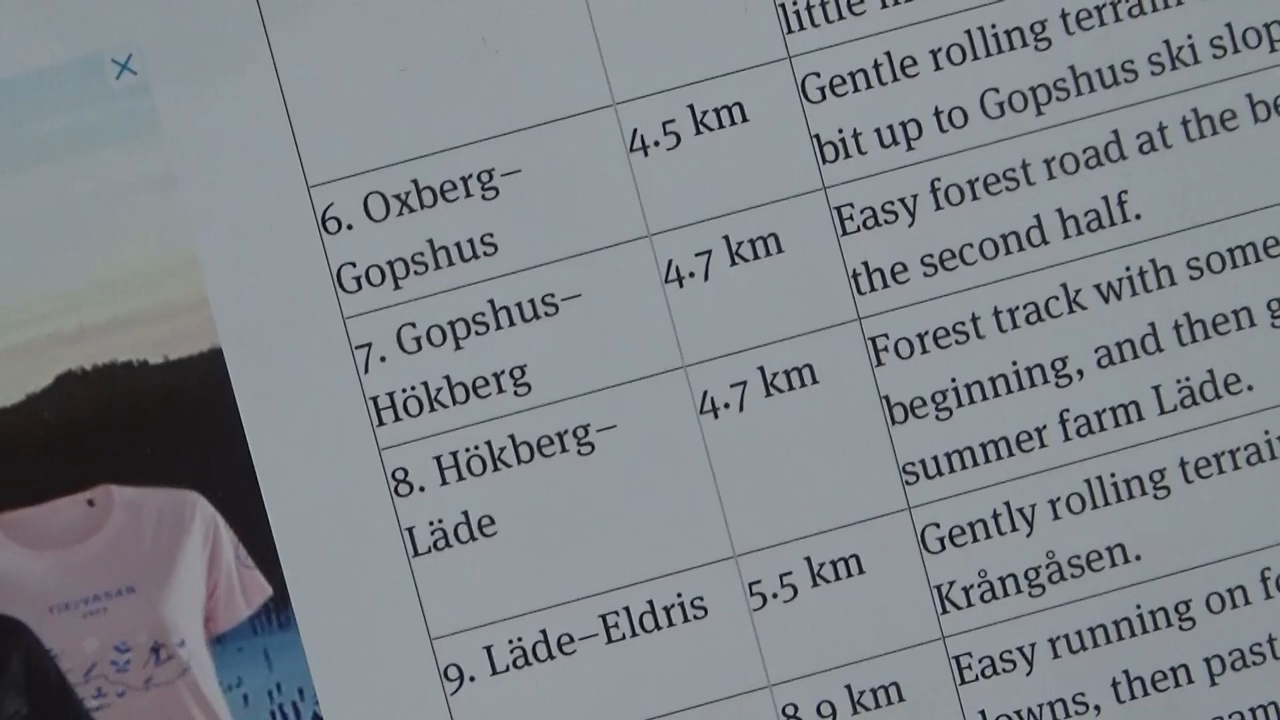 little
6. Oxberg–
Gopshus
4.5 km
Gentle rolling terrain
bit up to Gopshus ski slop
7. Gopshus–
Hökberg
4.7 km
Easy forest road at the be
the second half.
8. Hökberg–
Läde
4.7 km
Forest track with some
beginning, and then g
summer farm Läde.
9. Läde–Eldris
5.5 km
Gently rolling terrain
Krångåsen.
8.9 km
Easy running on fo
downs, then past